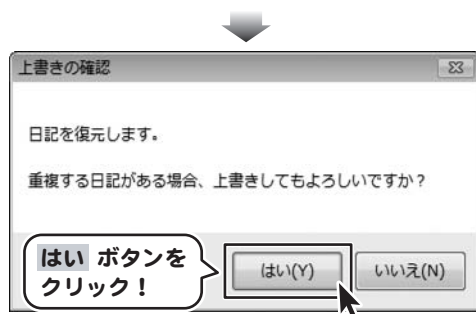 上書きの確認
日記を復元します。
重複する日記がある場合、上書きしてもよろしいですか？
はい ボタンを
クリック！
はい(Y)
いいえ(N)